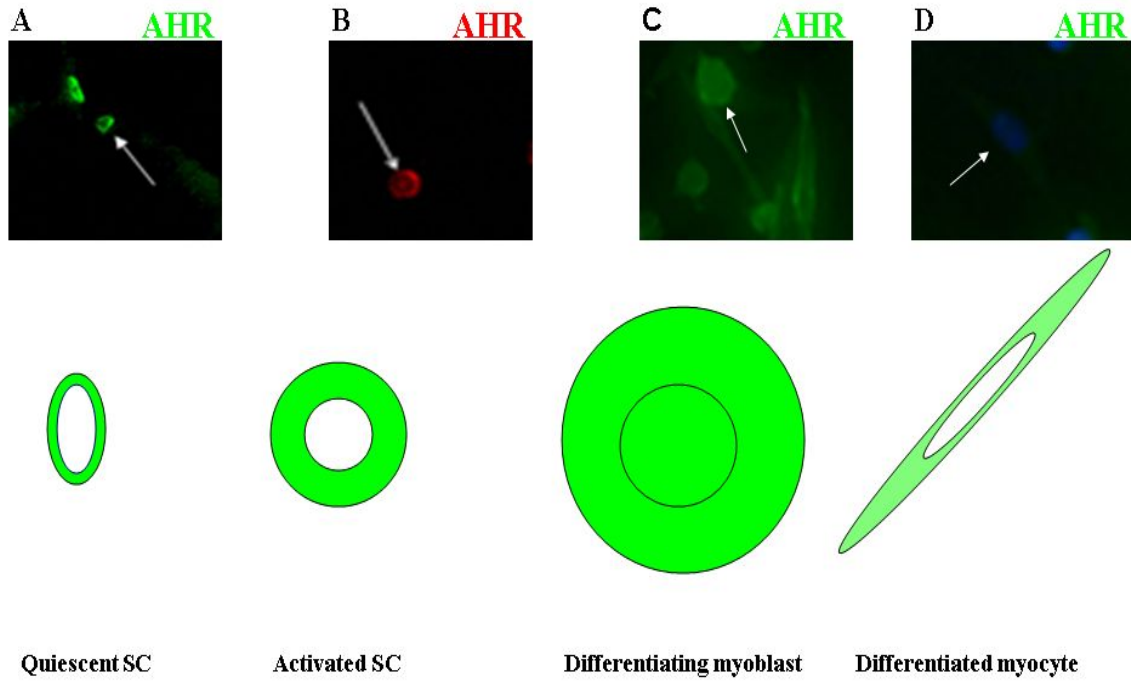 A AHR B AHR C AHR D AHR
Quiescent SC Activated SC Differentiating myoblast Differentiated myocyte